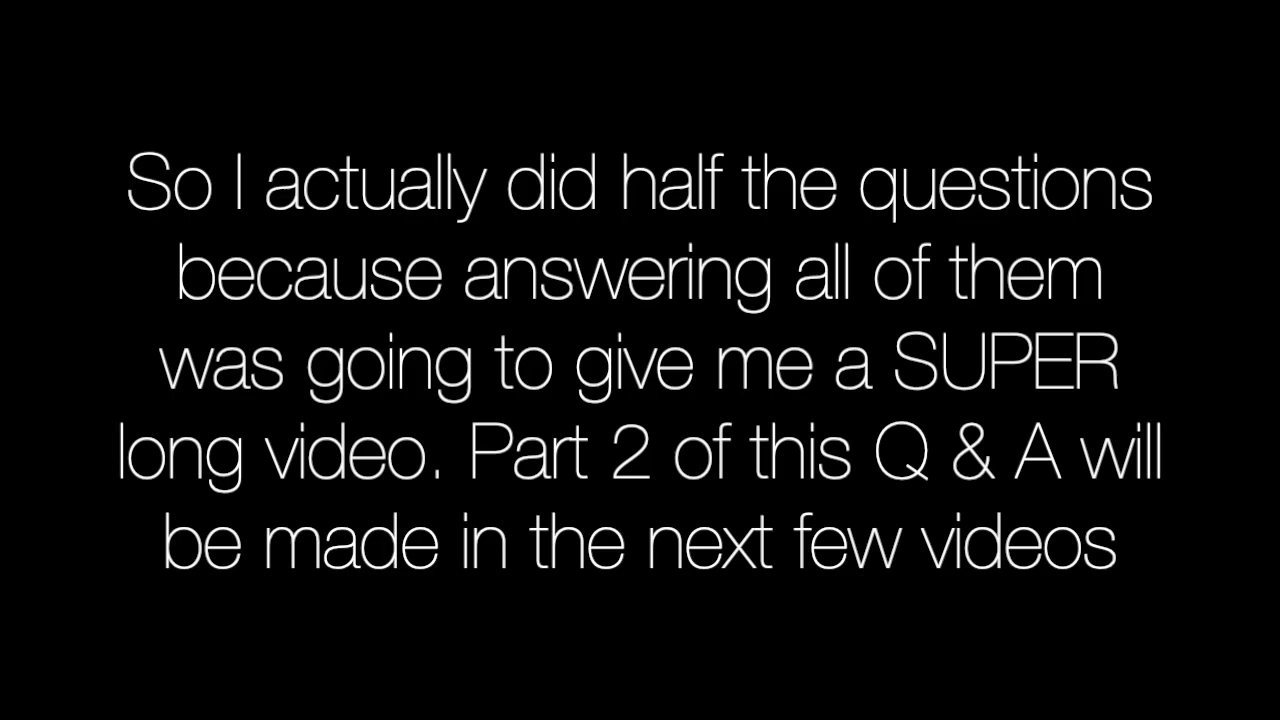 So I actually did half the questions
because answering all of them
was going to give me a SUPER
long video. Part 2 of this Q & A will
be made in the next few videos